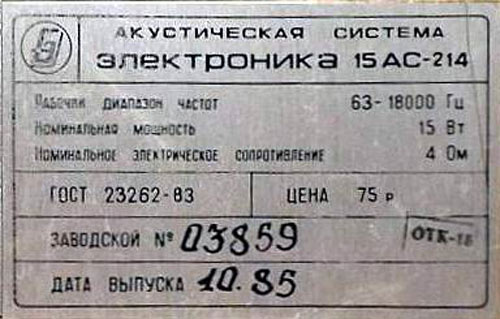 АКУСТИЧЕСКАЯ СИСТЕМА
ЭЛЕКТРОНИКА 15АС-214
РАБОЧИЙ ДИАПАЗОН ЧАСТОТ 63-18000 Гц
НОМИНАЛЬНАЯ МОЩНОСТЬ 15 Вт
НОМИНАЛЬНОЕ ЭЛЕКТРИЧЕСКОЕ СОПРОТИВЛЕНИЕ 4 Ом
ГОСТ 23262-83 ЦЕНА 75 р
ЗАВОДСКОЙ № 03859
ОТК-18
ДАТА ВЫПУСКА 10.85